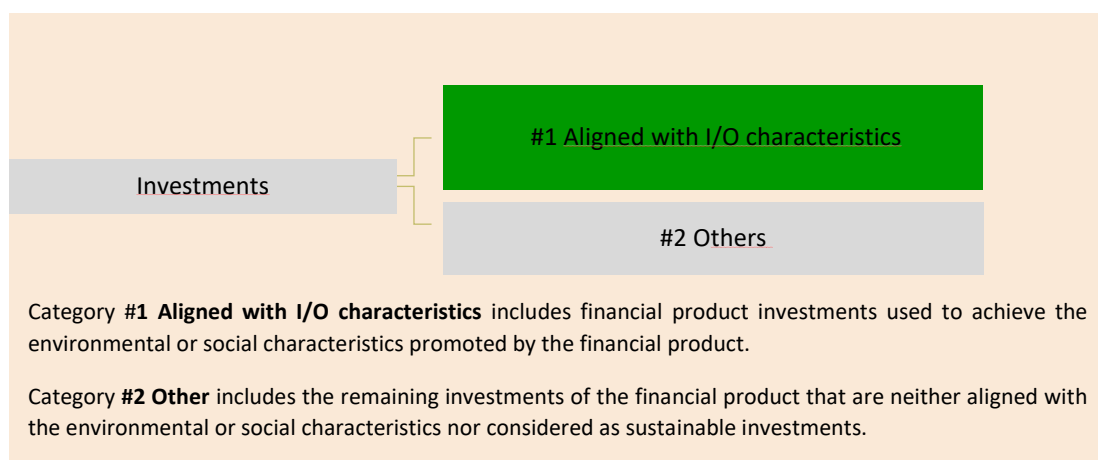 #1 Aligned with I/O characteristics
Investments
#2 Others
Category #1 Aligned with I/O characteristics includes financial product investments used to achieve the
environmental or social characteristics promoted by the financial product.
Category #2 Other includes the remaining investments of the financial product that are neither aligned with
the environmental or social characteristics nor considered as sustainable investments.